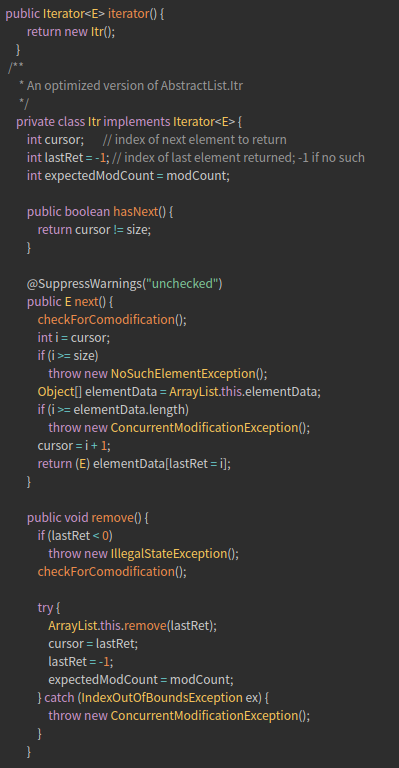 public Iterator<E> iterator() {
return new Itr();
}
/**
* An optimized version of AbstractList.Itr
*/
private class Itr implements Iterator<E> {
int cursor; // index of next element to return
int lastRet = -1; // index of last element returned; -1 if no such
int expectedModCount = modCount;
public boolean hasNext() {
return cursor != size;
}
@SuppressWarnings("unchecked")
public E next() {
checkForComodification();
int i = cursor;
if (i >= size)
throw new NoSuchElementException();
Object[] elementData = ArrayList.this.elementData;
if (i >= elementData.length)
throw new ConcurrentModificationException();
cursor = i + 1;
return (E) elementData[lastRet = i];
}
public void remove() {
if (lastRet < 0)
throw new IllegalStateException();
checkForComodification();
try {
ArrayList.this.remove(lastRet);
cursor = lastRet;
lastRet = -1;
expectedModCount = modCount;
} catch (IndexOutOfBoundsException ex) {
throw new ConcurrentModificationException();
}
}